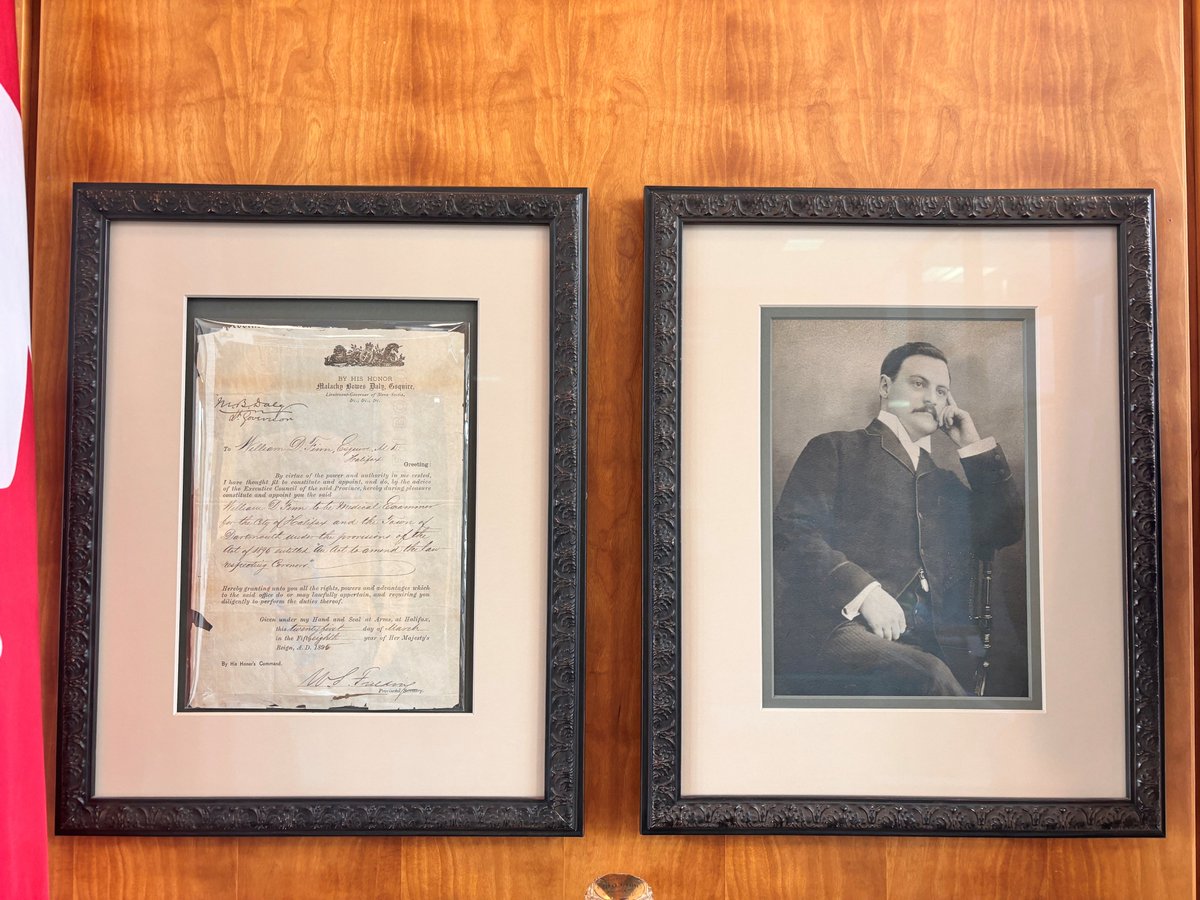 BY HIS HONOR
Malachy Bowes Daly, Esquire,
Lieutenant-Governor of Nova Scotia,
&c., &c., &c.
M B Daly
Lt. Governor
To William D. Finn, Esquire, M.D.
Halifax
Greeting:
By virtue of the power and authority in me vested,
I have thought fit to constitute and appoint, and do, by the advice
of the Executive Council of the said Province, hereby during pleasure
constitute and appoint you the said
William D Finn to be Medical Examiner
for the City of Halifax and the Town of
Dartmouth under the provisions of the
Act of 1896 entitled "An Act to amend the Law
respecting Coroners"
Hereby granting unto you all the rights, powers and advantages which
to the said office do or may lawfully appertain, and requiring you
diligently to perform the duties thereof.
Given under my Hand and Seal at Arms, at Halifax,
this twenty first day of March
in the Fifty eighth year of Her Majesty's
Reign, A.D. 1896
By His Honor's Command.
Provincial Secretary.